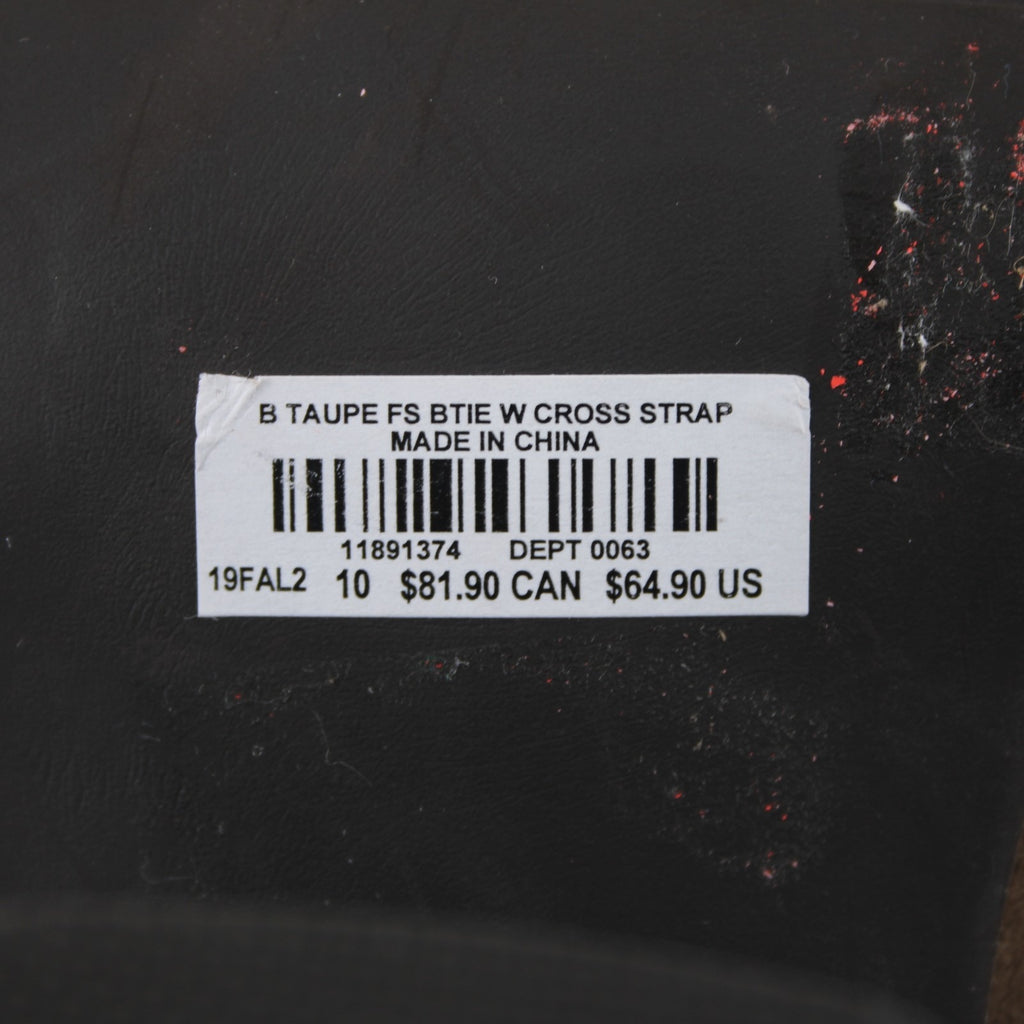 B TAUPE FS BTIE W CROSS STRAP
MADE IN CHINA
11891374 DEPT 0063
19FAL2 10 $81.90 CAN $64.90 US